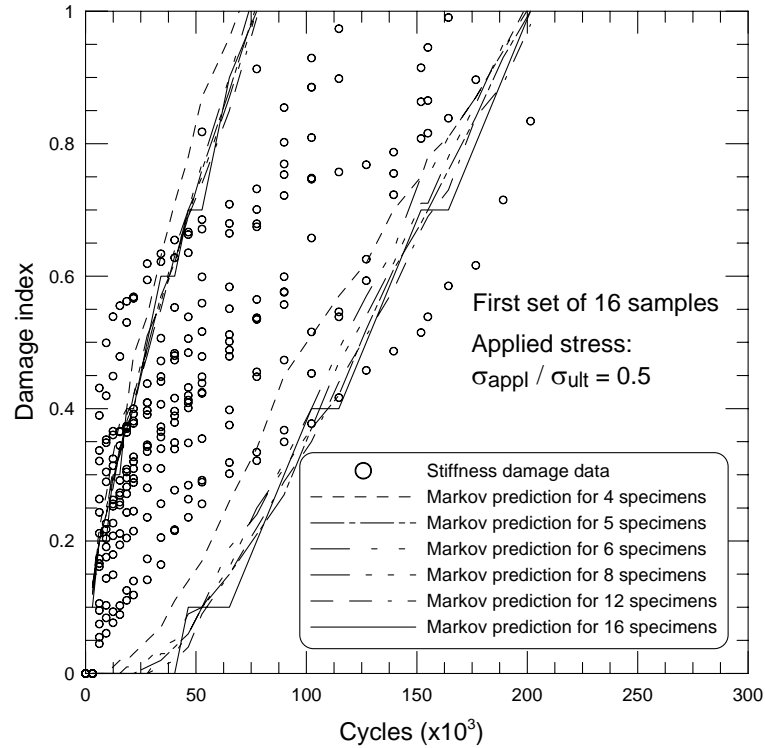 1
0.8
0.6
0.4
0.2
0
Damage index
First set of 16 samples
Applied stress:
σappl / σult = 0.5
Stiffness damage data
Markov prediction for 4 specimens
Markov prediction for 5 specimens
Markov prediction for 6 specimens
Markov prediction for 8 specimens
Markov prediction for 12 specimens
Markov prediction for 16 specimens
0 50 100 150 200 250 300
Cycles (x10³)